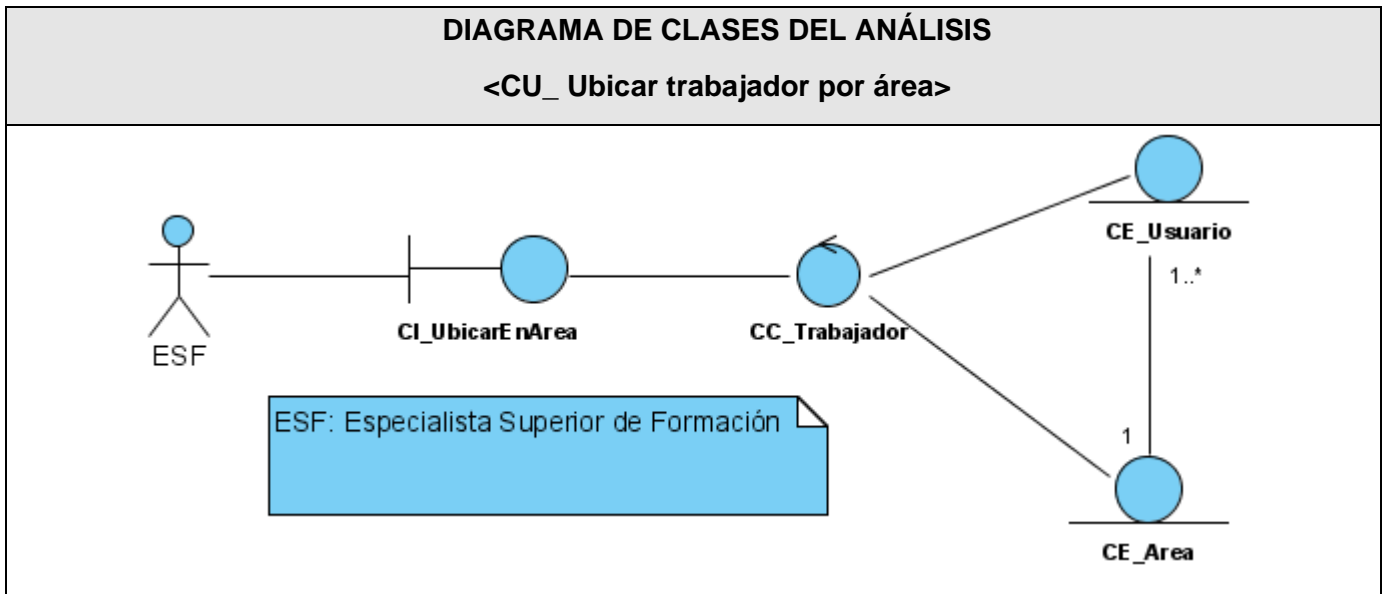 DIAGRAMA DE CLASES DEL ANÁLISIS
<CU_ Ubicar trabajador por área>
CE_Usuario
1..*
CI_UbicarEnArea
CC_Trabajador
ESF
ESF: Especialista Superior de Formación
1
CE_Area